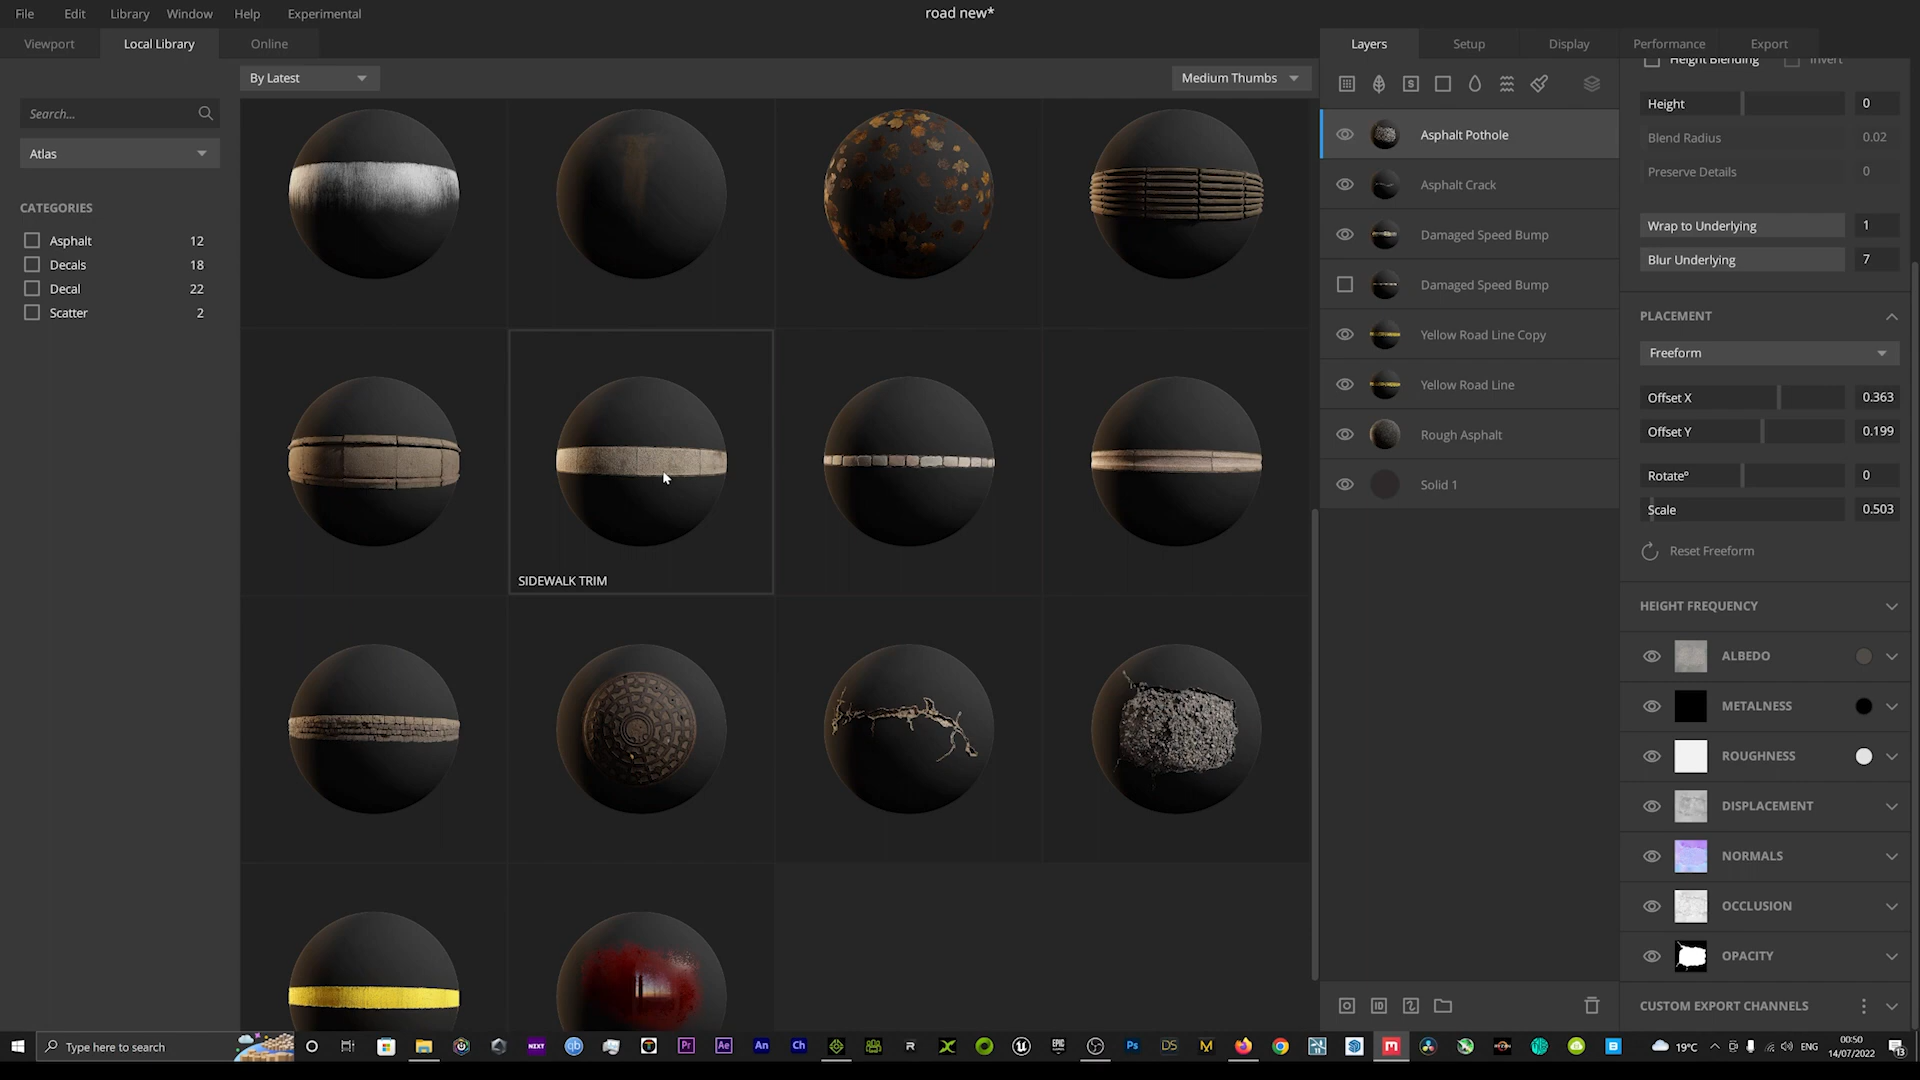 File Edit Library Window Help Experimental
road new*
Viewport Local Library Online
Layers Setup Display Performance Export
By Latest
Medium Thumbs
Search...
Atlas
CATEGORIES
Asphalt 12
Decals 18
Decal 22
Scatter 2
SIDEWALK TRIM
Asphalt Pothole
Asphalt Crack
Damaged Speed Bump
Damaged Speed Bump
Yellow Road Line Copy
Yellow Road Line
Rough Asphalt
Solid 1
Height Blending Invert
Height 0
Blend Radius 0.02
Preserve Details 0
Wrap to Underlying 1
Blur Underlying 7
PLACEMENT
Freeform
Offset X 0.363
Offset Y 0.199
Rotate° 0
Scale 0.503
Reset Freeform
HEIGHT FREQUENCY
ALBEDO
METALNESS
ROUGHNESS
DISPLACEMENT
NORMALS
OCCLUSION
OPACITY
CUSTOM EXPORT CHANNELS
Type here to search
19°C ENG
00:50
14/07/2022